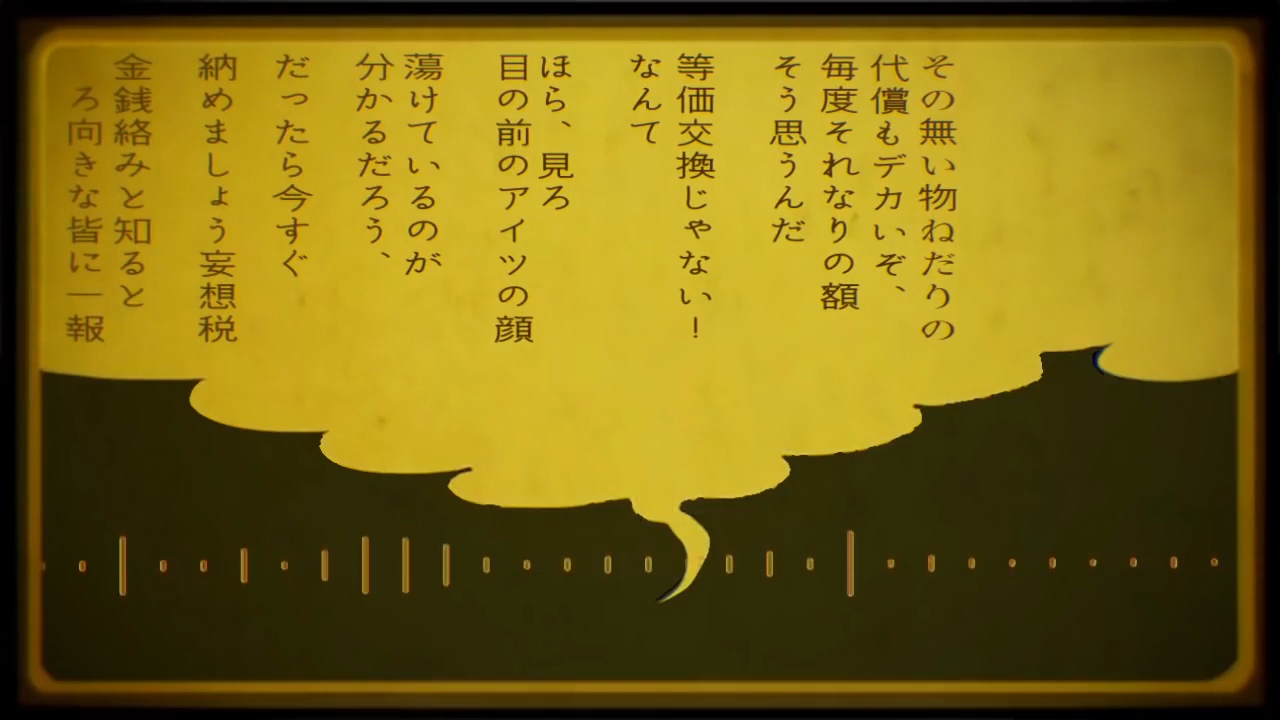 その無い物ねだりの
代償もデカいぞ、
毎度それなりの額
そう思うんだ
等価交換じゃない!
なんて
ほら、見ろ
目の前のアイツの顔
蕩けているのが
分かるだろう、
だったら今すぐ
納めましょう妄想税
金銭絡みと知ると
ろ向きな皆に一報